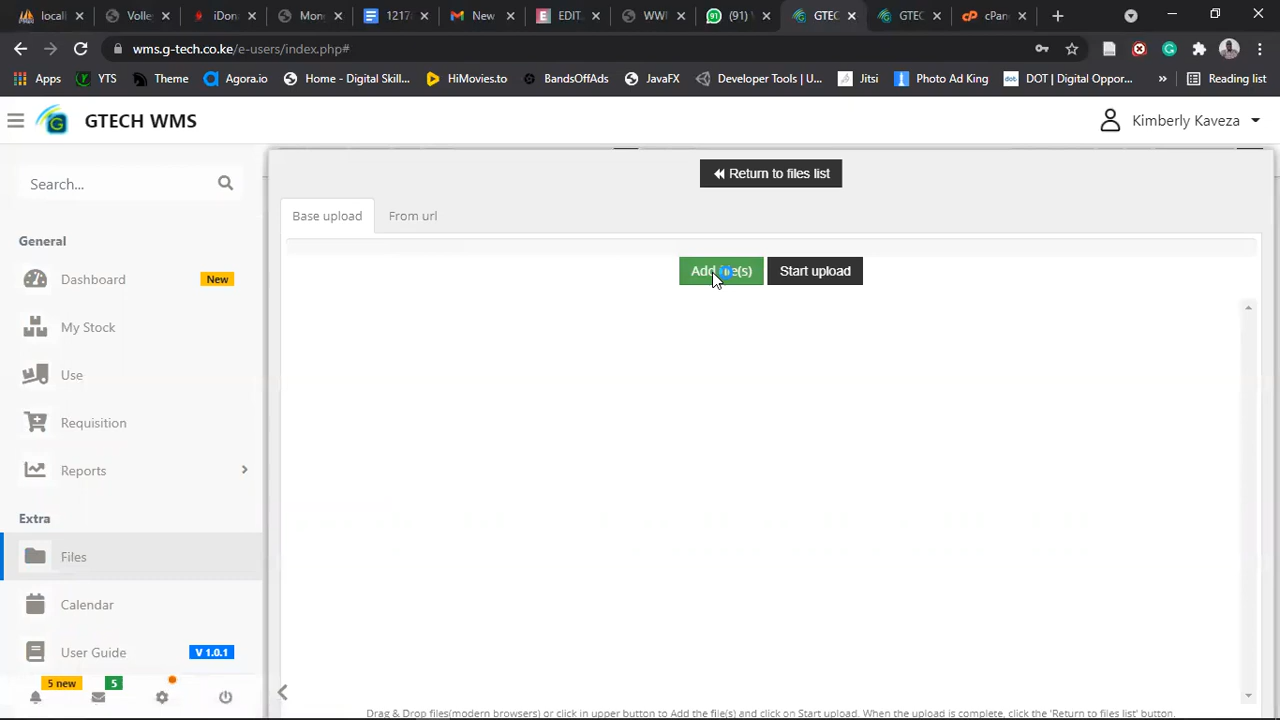 locali
Volle
iDona
Mon
1217
New
EDIT
WWI
(91)
GTEC
GTEC
cPan
wms.g-tech.co.ke/e-users/index.php#
Apps YTS Theme Agora.io Home - Digital Skill... HiMovies.to BandsOffAds JavaFX Developer Tools | U... Jitsi Photo Ad King DOT | Digital Oppor... » Reading list
GTECH WMS
Kimberly Kaveza
Search...
Return to files list
Base upload From url
General
Add file(s) Start upload
Dashboard New
My Stock
Use
Requisition
Reports
Extra
Files
Calendar
User Guide V 1.0.1
5 new 5
Drag & Drop files(modern browsers) or click in upper button to Add the file(s) and click on Start upload. When the upload is complete, click the 'Return to files list' button.